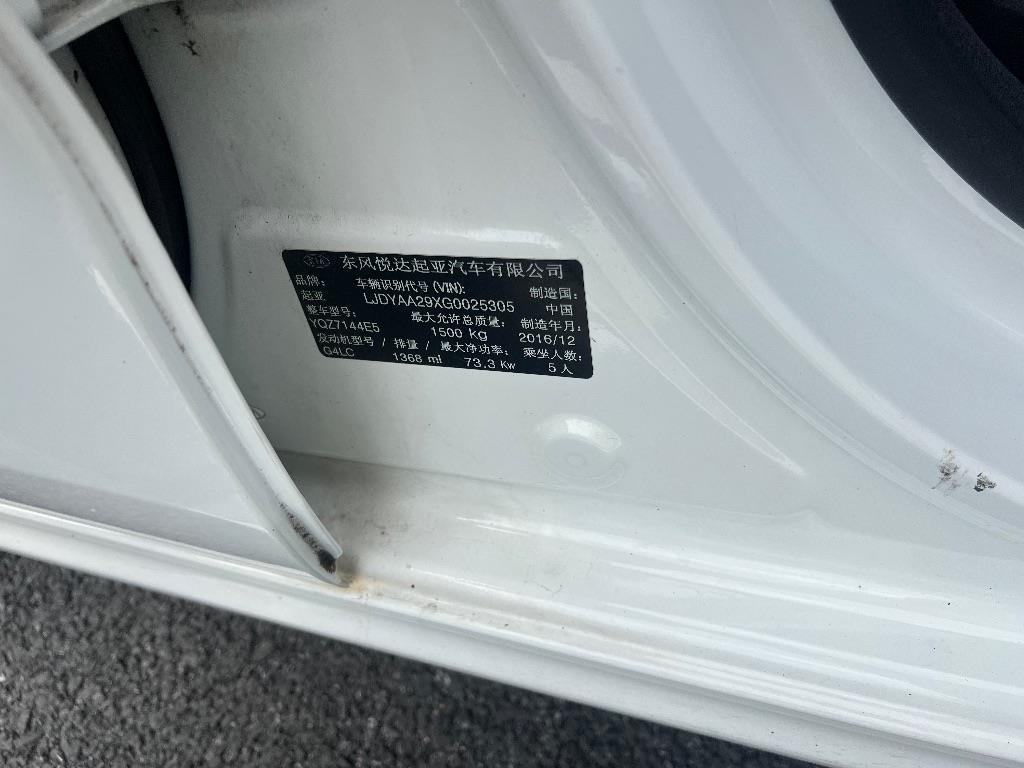 KIA 东风悦达起亚汽车有限公司
品牌: 车辆识别代号 (VIN): 制造国:
起亚 LJDYAA29XG0025305 中国
整车型号: 最大允许总质量: 制造年月:
YQZ7144E5 1500 kg 2016/12
发动机型号 / 排量 / 最大净功率: 乘坐人数:
G4LC 1368 ml 73.3 Kw 5 人